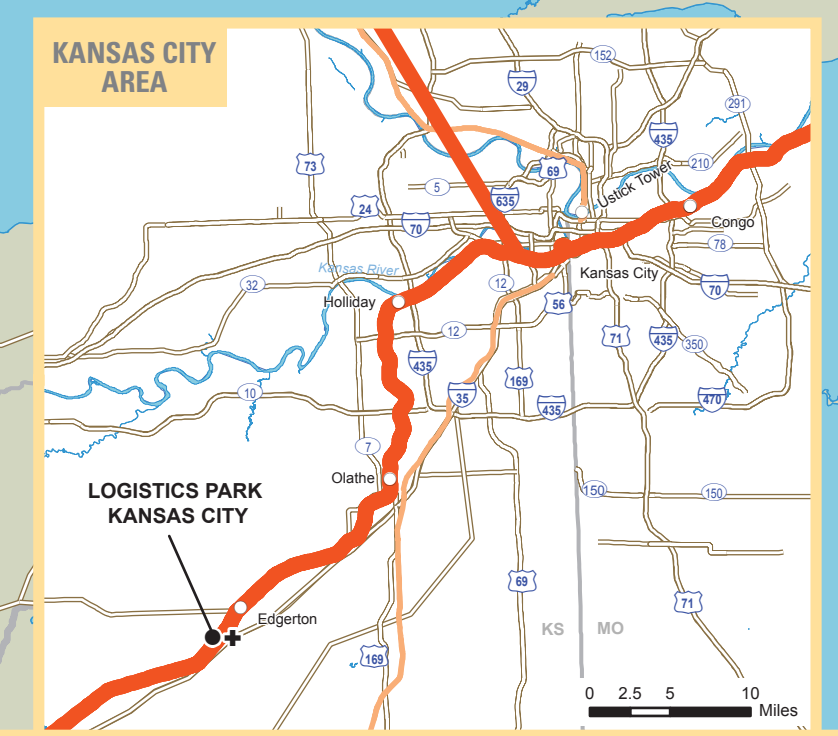 KANSAS CITY
AREA
152
29
291
435
73
69
210
5
Ustick Tower
24
635
70
Congo
78
Kansas River
Kansas City
32
12
70
Holliday
56
12
71
435
350
435
169
10
35
435
470
7
Olathe
LOGISTICS PARK
KANSAS CITY
150
150
69
71
Edgerton
KS
MO
169
0 2.5 5 10
Miles